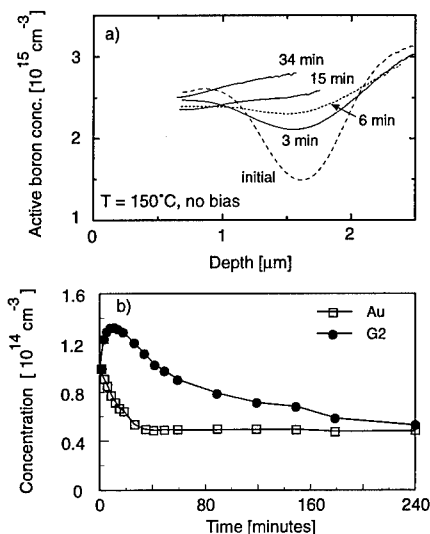 a)
Active boron conc. [10^15 cm^-3]
3
2
1
34 min
15 min
6 min
3 min
initial
T = 150°C, no bias
0
1
2
Depth [µm]
b)
Concentration [10^14 cm^-3]
1.6
1.2
0.8
0.4
0
Au
G2
0
80
160
240
Time [minutes]